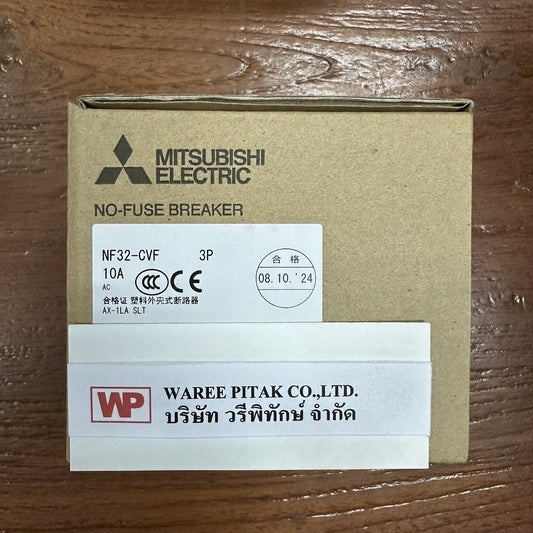 MITSUBISHI
ELECTRIC
NO-FUSE BREAKER
NF32-CVF 3P
10A
AC
CCC CE
合格
08.10.'24
合格证 塑料外壳式断路器
AX-1LA SLT
WP
WAREE PITAK CO.,LTD.
บริษัท วรีพิทักษ์ จำกัด